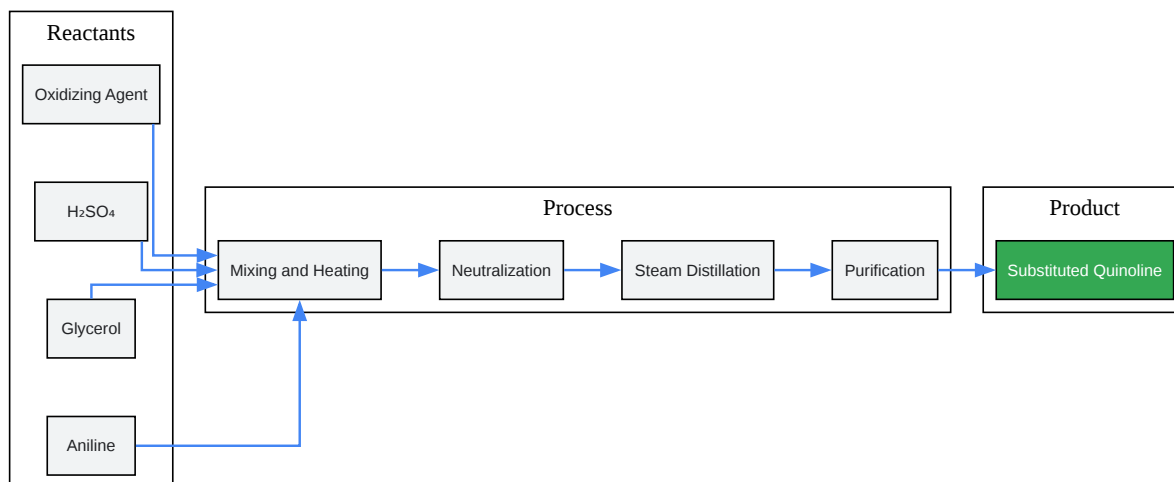 Reactants
Oxidizing Agent
H₂SO₄
Glycerol
Aniline
Process
Mixing and Heating
Neutralization
Steam Distillation
Purification
Product
Substituted Quinoline